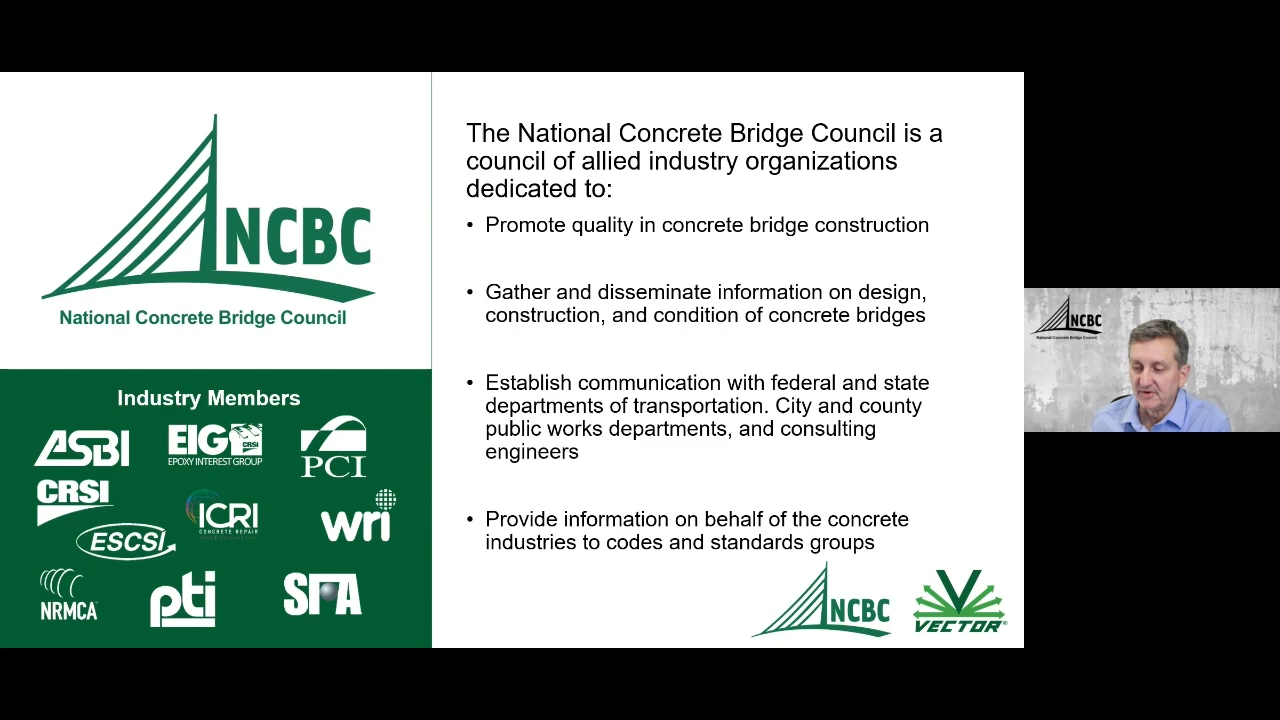 NCBC
National Concrete Bridge Council
Industry Members
ASBI
EIG
CRSI
EPOXY INTEREST GROUP
PCI
CRSI
ICRI
CONCRETE REPAIR
wri
ESCSI
NRMCA
pti
SFA
The National Concrete Bridge Council is a
council of allied industry organizations
dedicated to:
• Promote quality in concrete bridge construction
• Gather and disseminate information on design,
construction, and condition of concrete bridges
• Establish communication with federal and state
departments of transportation. City and county
public works departments, and consulting
engineers
• Provide information on behalf of the concrete
industries to codes and standards groups
NCBC
VECTOR
NCBC
National Concrete Bridge Council